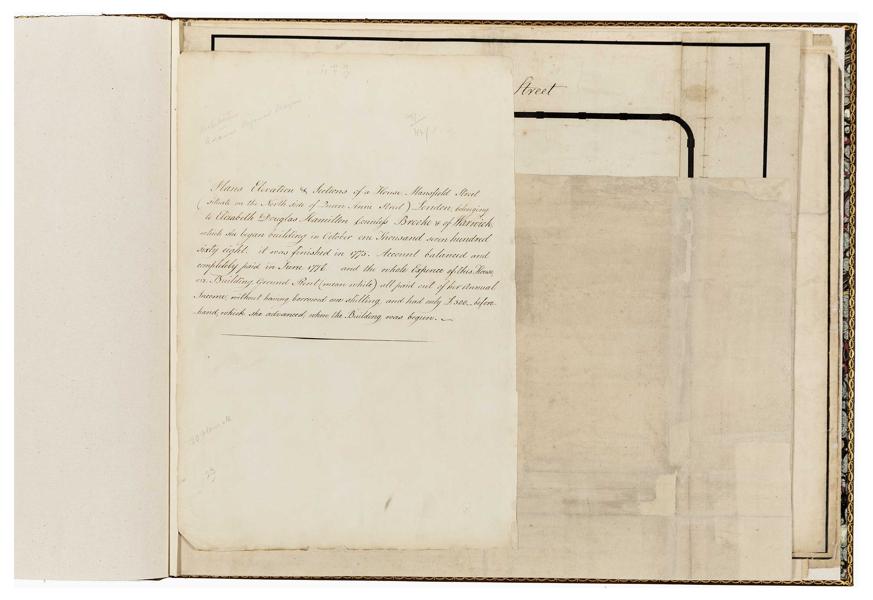 Street
Plans Elevation & Sections of a House Mansfield Street
(situate on the North side of Queen Anne Street) London, belonging
to Elizabeth Douglas Hamilton Countess Brooke & of Warwick,
which she began building in October one Thousand seven hundred
sixty eight. it was finished in 1775. Account balanced and
completely paid in June 1776 and the whole Expence of this House,
viz. Building, Ground Rent (mean while) all paid out of her Annual
Income, without having borrowed one shilling, and had only £300, before
hand, which she advanced, when the Building, was begun.